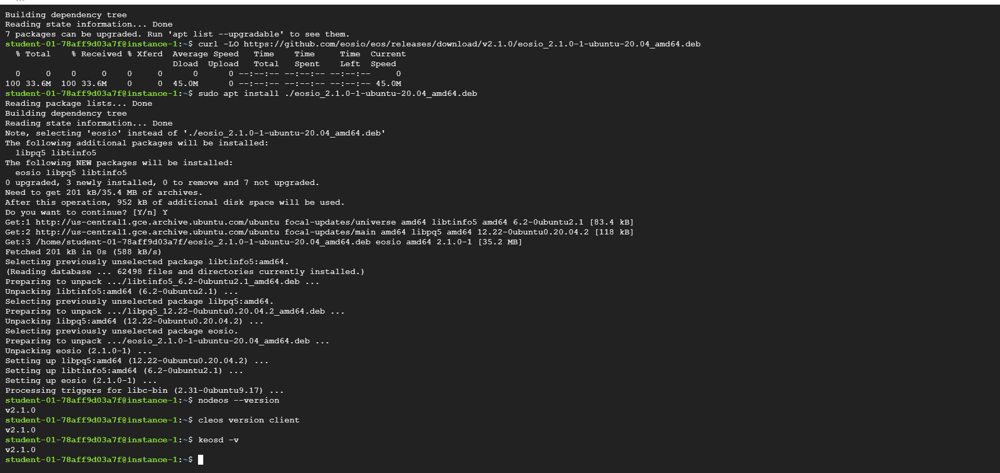 Building dependency tree
Reading state information... Done
7 packages can be upgraded. Run 'apt list --upgradable' to see them.
student-01-78aff9d03a7f@instance-1:~$ curl -LO https://github.com/eosio/eos/releases/download/v2.1.0/eosio_2.1.0-1-ubuntu-20.04_amd64.deb
  % Total    % Received % Xferd  Average Speed   Time    Time     Time  Current
                                 Dload  Upload   Total   Spent    Left  Speed
  0     0    0     0    0     0      0      0 --:--:-- --:--:-- --:--:--     0
100 33.6M  100 33.6M    0     0  45.0M      0 --:--:-- --:--:-- --:--:-- 45.0M
student-01-78aff9d03a7f@instance-1:~$ sudo apt install ./eosio_2.1.0-1-ubuntu-20.04_amd64.deb
Reading package lists... Done
Building dependency tree
Reading state information... Done
Note, selecting 'eosio' instead of './eosio_2.1.0-1-ubuntu-20.04_amd64.deb'
The following additional packages will be installed:
  libpq5 libtinfo5
The following NEW packages will be installed:
  eosio libpq5 libtinfo5
0 upgraded, 3 newly installed, 0 to remove and 7 not upgraded.
Need to get 201 kB/35.4 MB of archives.
After this operation, 952 kB of additional disk space will be used.
Do you want to continue? [Y/n] Y
Get:1 http://us-central1.gce.archive.ubuntu.com/ubuntu focal-updates/universe amd64 libtinfo5 amd64 6.2-0ubuntu2.1 [83.4 kB]
Get:2 http://us-central1.gce.archive.ubuntu.com/ubuntu focal-updates/main amd64 libpq5 amd64 12.22-0ubuntu0.20.04.2 [118 kB]
Get:3 /home/student-01-78aff9d03a7f/eosio_2.1.0-1-ubuntu-20.04_amd64.deb eosio amd64 2.1.0-1 [35.2 MB]
Fetched 201 kB in 0s (588 kB/s)
Selecting previously unselected package libtinfo5:amd64.
(Reading database ... 62498 files and directories currently installed.)
Preparing to unpack .../libtinfo5_6.2-0ubuntu2.1_amd64.deb ...
Unpacking libtinfo5:amd64 (6.2-0ubuntu2.1) ...
Selecting previously unselected package libpq5:amd64.
Preparing to unpack .../libpq5_12.22-0ubuntu0.20.04.2_amd64.deb ...
Unpacking libpq5:amd64 (12.22-0ubuntu0.20.04.2) ...
Selecting previously unselected package eosio.
Preparing to unpack .../eosio_2.1.0-1-ubuntu-20.04_amd64.deb ...
Unpacking eosio (2.1.0-1) ...
Setting up libpq5:amd64 (12.22-0ubuntu0.20.04.2) ...
Setting up libtinfo5:amd64 (6.2-0ubuntu2.1) ...
Setting up eosio (2.1.0-1) ...
Processing triggers for libc-bin (2.31-0ubuntu9.17) ...
student-01-78aff9d03a7f@instance-1:~$ nodeos --version
v2.1.0
student-01-78aff9d03a7f@instance-1:~$ cleos version client
v2.1.0
student-01-78aff9d03a7f@instance-1:~$ keosd -v
v2.1.0
student-01-78aff9d03a7f@instance-1:~$